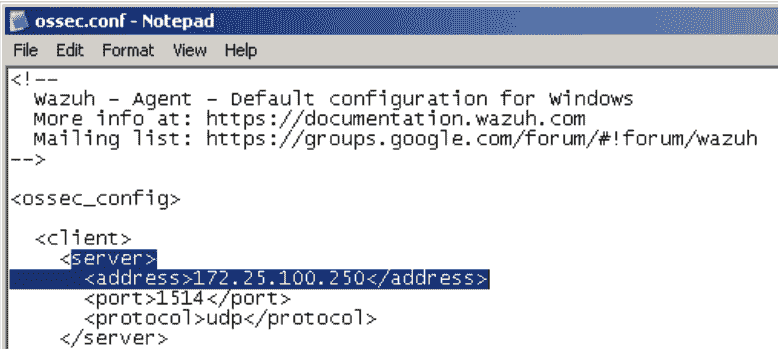 ossec.conf - Notepad
File Edit Format View Help
<!--
  Wazuh - Agent - Default configuration for Windows
  More info at: https://documentation.wazuh.com
  Mailing list: https://groups.google.com/forum/#!forum/wazuh
-->
<ossec_config>
  <client>
    <server>
      <address>172.25.100.250</address>
      <port>1514</port>
      <protocol>udp</protocol>
    </server>